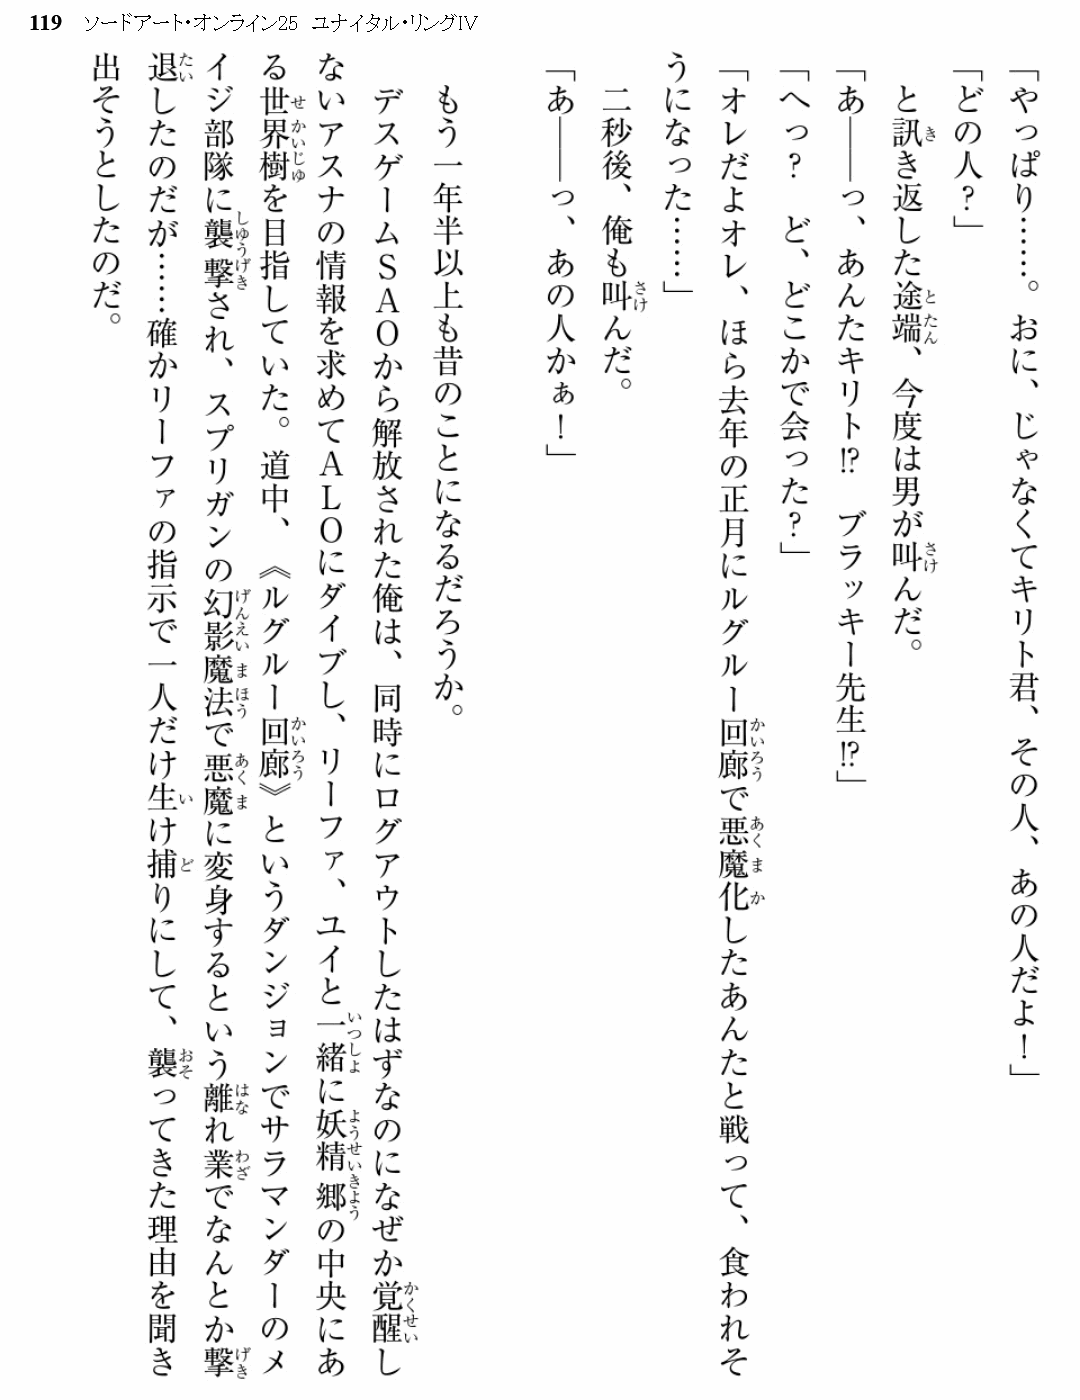 119 ソードアート・オンライン25 ユナイタル・リングIV
「やっぱり……。おに、じゃなくてキリト君、その人、あの人だよ！」
「どの人？」
と訊き返した途端、今度は男が叫んだ。
「あ――っ、あんたキリト!? ブラッキー先生!?」
「へっ？ ど、どこかで会った？」
「オレだよオレ、ほら去年の正月にルグルー回廊で悪魔化したあんたと戦って、食われそ
うになった……」
二秒後、俺も叫んだ。
「あ――っ、あの人かぁ！」
もう一年半以上も昔のことになるだろうか。
デスゲームＳＡＯから解放された俺は、同時にログアウトしたはずなのになぜか覚醒し
ないアスナの情報を求めてＡＬＯにダイブし、リーファ、ユイと一緒に妖精郷の中央にあ
る世界樹を目指していた。道中、《ルグルー回廊》というダンジョンでサラマンダーのメ
イジ部隊に襲撃され、スプリガンの幻影魔法で悪魔に変身するという離れ業でなんとか撃
退したのだが……確かリーファの指示で一人だけ生け捕りにして、襲ってきた理由を聞き
出そうとしたのだ。